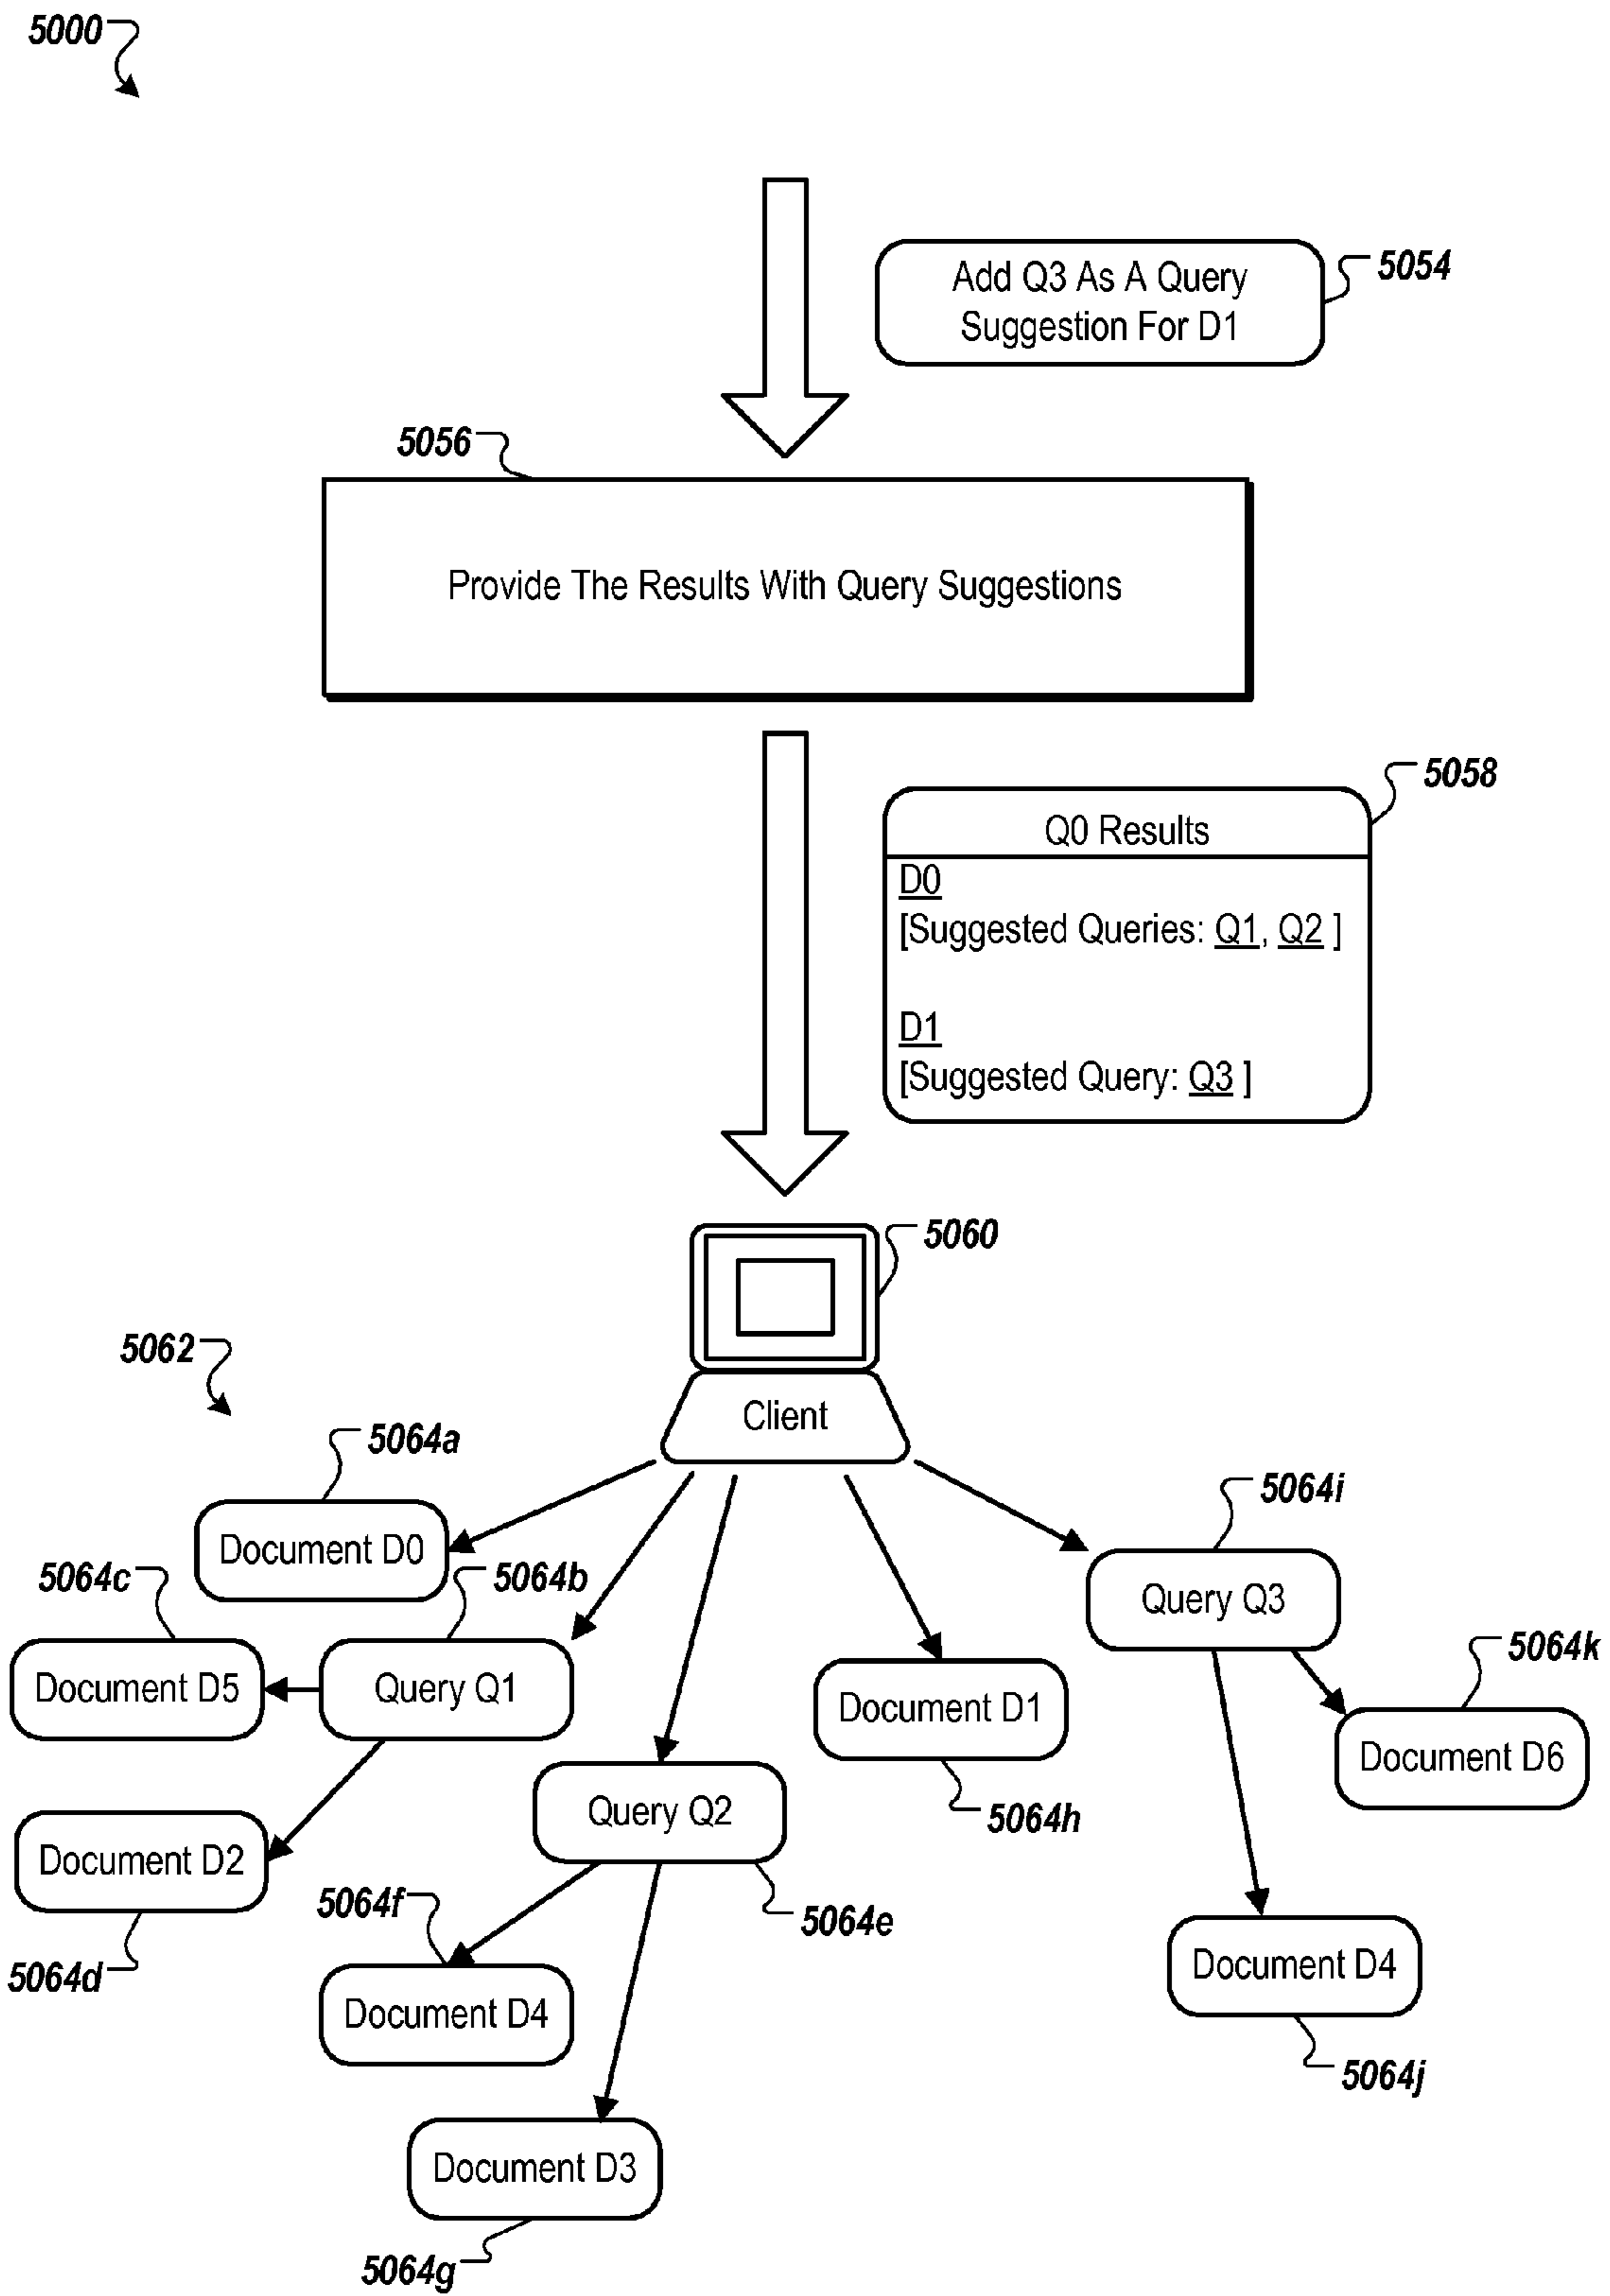 5000
Add Q3 As A Query
Suggestion For D1
5054
5056
Provide The Results With Query Suggestions
5058
Q0 Results
D0
[Suggested Queries: Q1, Q2 ]
D1
[Suggested Query: Q3 ]
5060
5062
Client
5064a
5064i
Document D0
5064c
5064b
Query Q3
5064k
Document D5
Query Q1
Document D1
Document D6
Query Q2
5064h
Document D2
5064f
5064e
5064d
Document D4
Document D4
5064j
Document D3
5064g